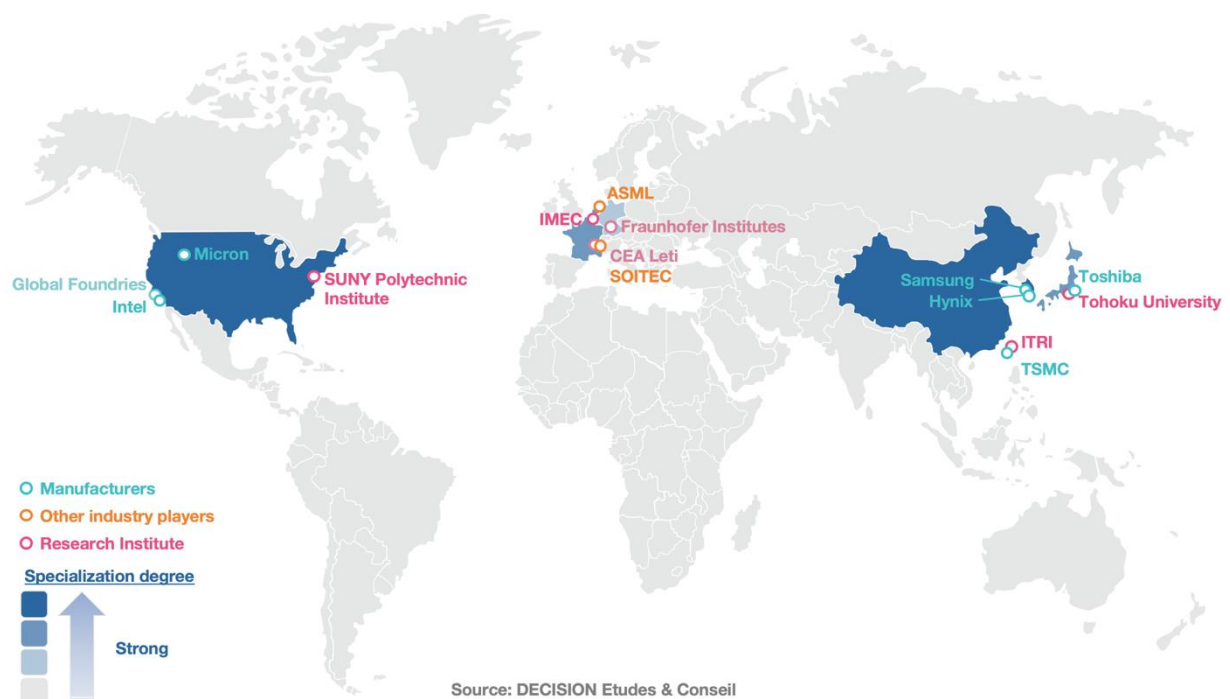 ASML
IMEC
Fraunhofer Institutes
CEA Leti
SOITEC
Micron
Global Foundries
Intel
SUNY Polytechnic
Institute
Samsung
Hynix
Toshiba
Tohoku University
ITRI
TSMC
Manufacturers
Other industry players
Research Institute
Specialization degree
Strong
Source: DECISION Etudes & Conseil